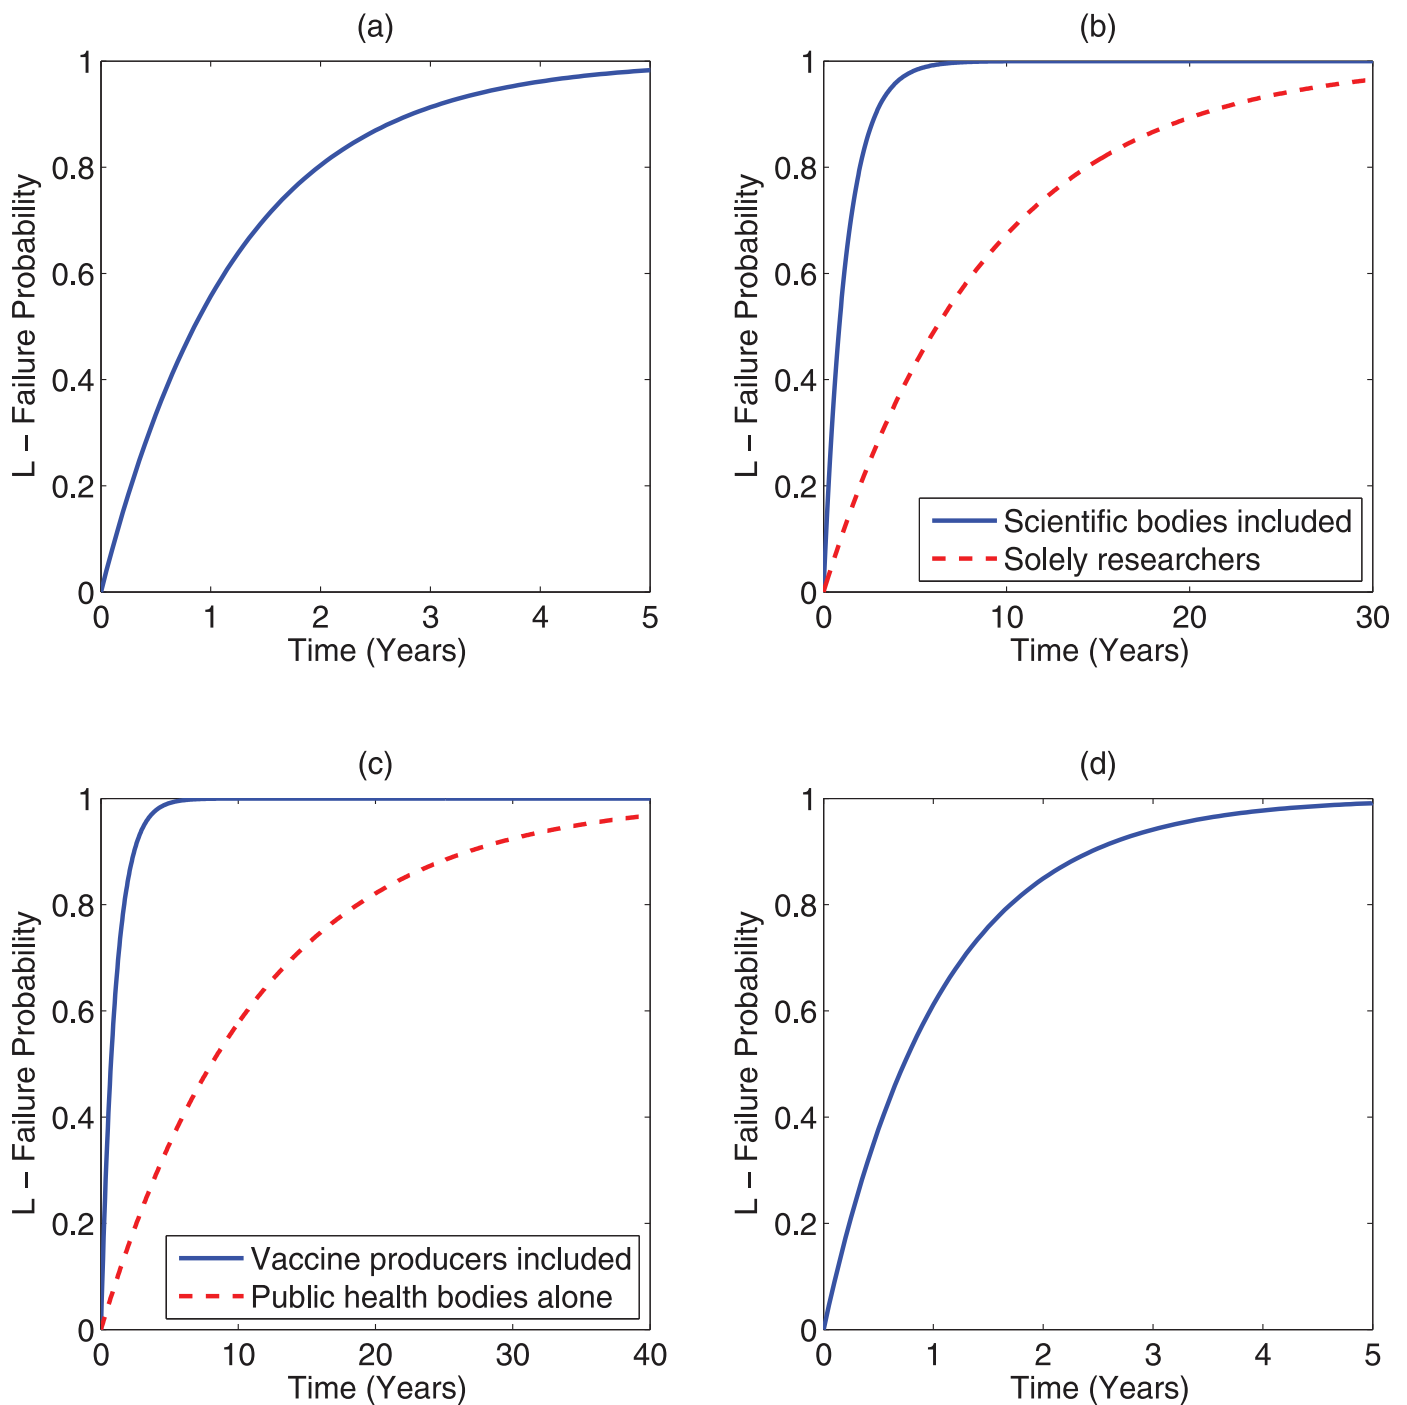 (a)
L – Failure Probability
1
0.8
0.6
0.4
0.2
0
0 1 2 3 4 5
Time (Years)
(b)
L – Failure Probability
1
0.8
0.6
0.4
0.2
0
Scientific bodies included
Solely researchers
0 10 20 30
Time (Years)
(c)
L – Failure Probability
1
0.8
0.6
0.4
0.2
0
Vaccine producers included
Public health bodies alone
0 10 20 30 40
Time (Years)
(d)
L – Failure Probability
1
0.8
0.6
0.4
0.2
0
0 1 2 3 4 5
Time (Years)